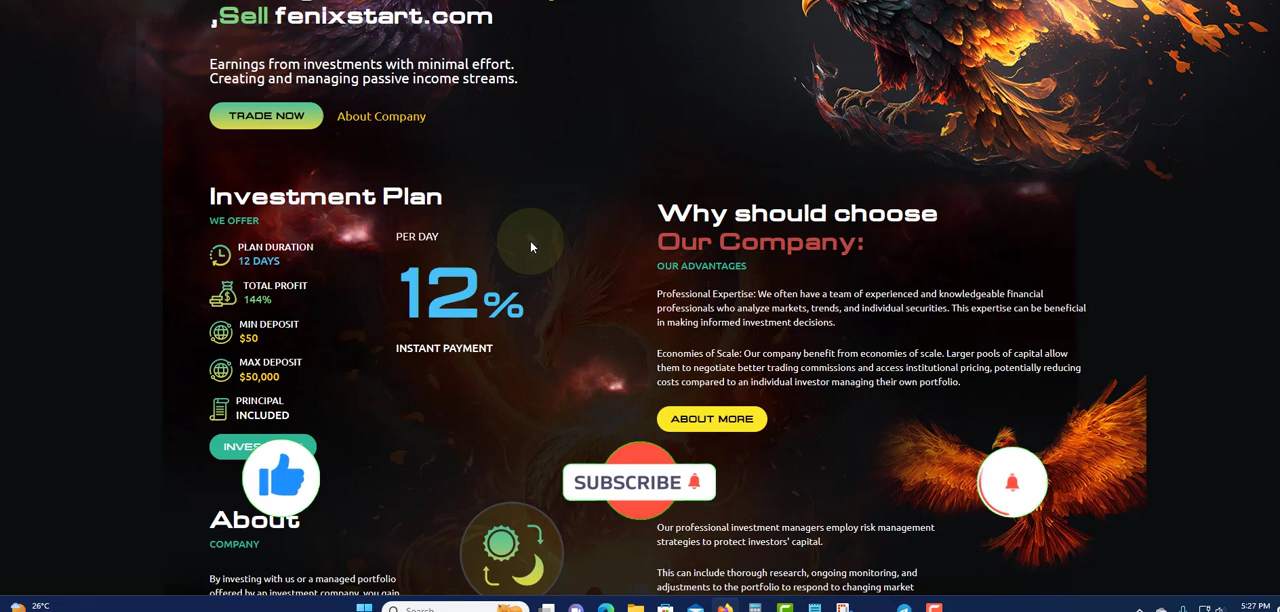 ,Sell fenixstart.com
Earnings from investments with minimal effort.
Creating and managing passive income streams.
TRADE NOW
About Company
Investment Plan
WE OFFER
PLAN DURATION
12 DAYS
TOTAL PROFIT
144%
MIN DEPOSIT
$50
MAX DEPOSIT
$50,000
PRINCIPAL
INCLUDED
PER DAY
12%
INSTANT PAYMENT
Why should choose
Our Company:
OUR ADVANTAGES
Professional Expertise: We often have a team of experienced and knowledgeable financial
professionals who analyze markets, trends, and individual securities. This expertise can be beneficial
in making informed investment decisions.
Economies of Scale: Our company benefit from economies of scale. Larger pools of capital allow
them to negotiate better trading commissions and access institutional pricing, potentially reducing
costs compared to an individual investor managing their own portfolio.
ABOUT MORE
SUBSCRIBE
About
COMPANY
By investing with us or a managed portfolio
offered by an investment company, you gain
Our professional investment managers employ risk management
strategies to protect investors' capital.
This can include thorough research, ongoing monitoring, and
adjustments to the portfolio to respond to changing market
26°C
Search
5:27 PM